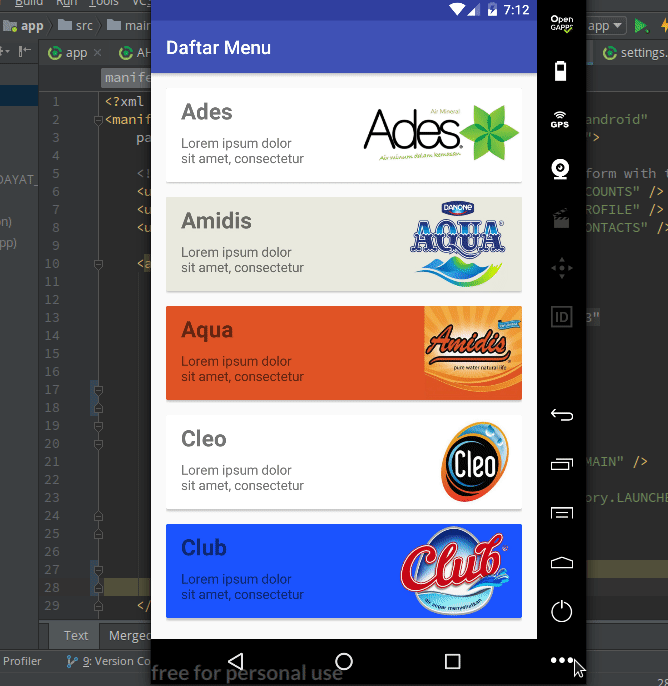 Build Run Tools
7:12
Open
GAPPS
app src main
app
Daftar Menu
app
settings.
GPS
1 <?xml
2 <manif android"
3 pa ">
4
5 <! form with t
6 <u COUNTS" />
7 <u ROFILE" />
8 <u ONTACTS" />
9
10 <a
11
12
13 3"
14
15
16
17
18
19
20
21 MAIN" />
22
23 ory.LAUNCHE
24
25
26
27
28
29 </
DAYAT_
on)
pp)
ID
Ades
Lorem ipsum dolor
sit amet, consectetur
Air Mineral
Ades
Air minum dalam kemasan
Amidis
Lorem ipsum dolor
sit amet, consectetur
DANONE
AQUA
Aqua
Lorem ipsum dolor
sit amet, consectetur
Amidis
pure water natural life
Cleo
Lorem ipsum dolor
sit amet, consectetur
Cleo
Club
Lorem ipsum dolor
sit amet, consectetur
Club
Text Merged
Profiler 9: Version Co
free for personal use
28